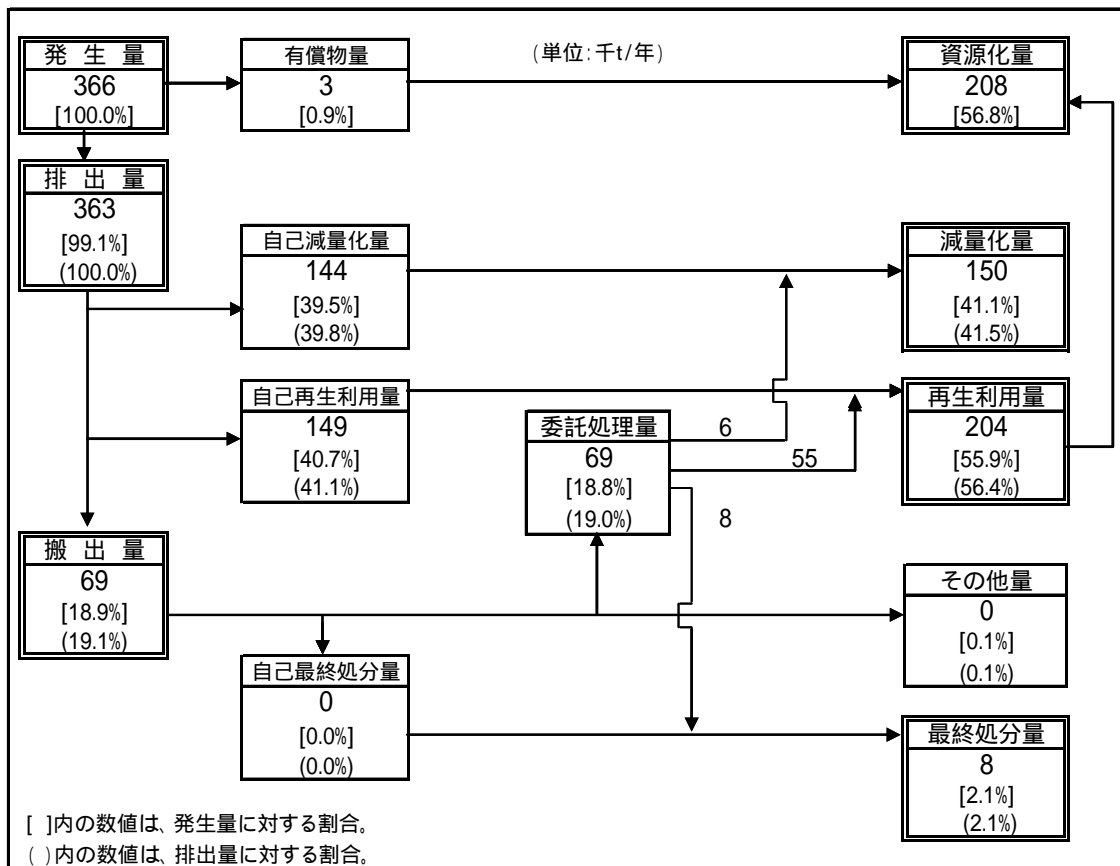 発 生 量
366
[100.0%]
有償物量
3
[0.9%]
(単位:千t/年)
資源化量
208
[56.8%]
排 出 量
363
[99.1%]
(100.0%)
自己減量化量
144
[39.5%]
(39.8%)
減量化量
150
[41.1%]
(41.5%)
自己再生利用量
149
[40.7%]
(41.1%)
委託処理量
69
[18.8%]
(19.0%)
6
55
8
再生利用量
204
[55.9%]
(56.4%)
搬 出 量
69
[18.9%]
(19.1%)
その他量
0
[0.1%]
(0.1%)
自己最終処分量
0
[0.0%]
(0.0%)
最終処分量
8
[2.1%]
(2.1%)
[ ]内の数値は、発生量に対する割合。
( )内の数値は、排出量に対する割合。